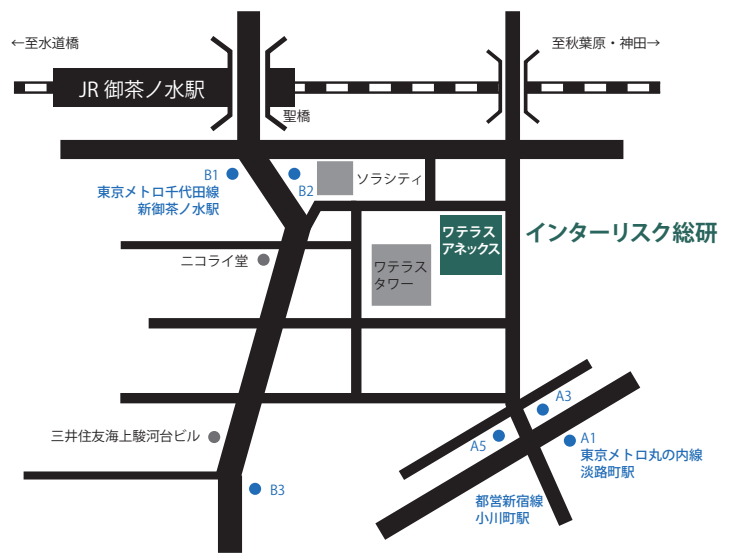 ←至水道橋
至秋葉原・神田→
JR 御茶ノ水駅
聖橋
B1
東京メトロ千代田線
新御茶ノ水駅
B2
ソラシティ
ワテラス
アネックス
インターリスク総研
ニコライ堂
ワテラス
タワー
三井住友海上駿河台ビル
B3
A3
A5
A1
東京メトロ丸の内線
淡路町駅
都営新宿線
小川町駅